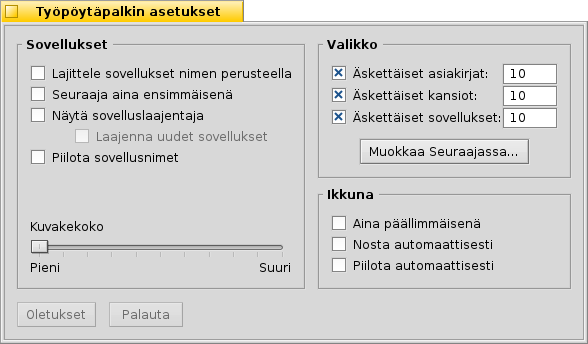 Työpöytäpalkin asetukset
Sovellukset
Lajittele sovellukset nimen perusteella
Seuraaja aina ensimmäisenä
Näytä sovelluslaajentaja
Laajenna uudet sovellukset
Piilota sovellusnimet
Kuvakekoko
Pieni Suuri
Valikko
Äskettäiset asiakirjat: 10
Äskettäiset kansiot: 10
Äskettäiset sovellukset: 10
Muokkaa Seuraajassa...
Ikkuna
Aina päällimmäisenä
Nosta automaattisesti
Piilota automaattisesti
Oletukset Palauta